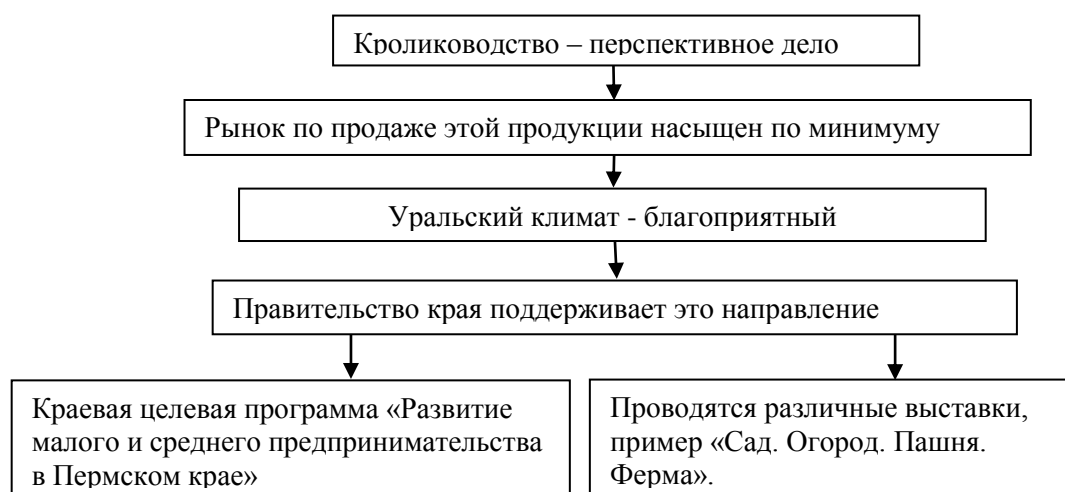 Кролиководство – перспективное дело
Рынок по продаже этой продукции насыщен по минимуму
Уральский климат - благоприятный
Правительство края поддерживает это направление
Краевая целевая программа «Развитие
малого и среднего предпринимательства
в Пермском крае»
Проводятся различные выставки,
пример «Сад. Огород. Пашня.
Ферма».